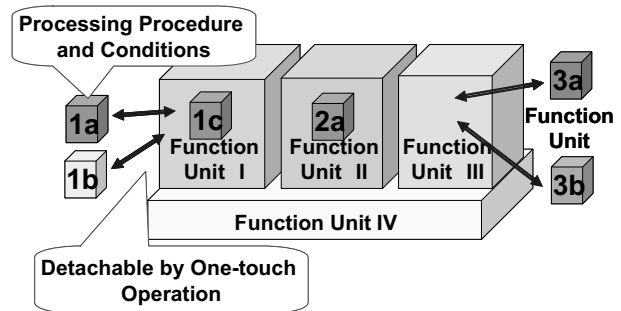 Processing Procedure
and Conditions
1a
1b
1c
Function
Unit I
2a
Function
Unit II
Function
Unit III
3a
Function
Unit
3b
Function Unit IV
Detachable by One-touch
Operation